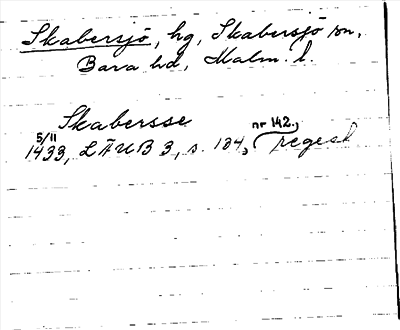 Skabersjö, hg, Skabersjö sn,
Bara hd, Malm. l.
Skabersse
5/11 nr 142.,
1433, LÄUB 3, s. 184, (regest